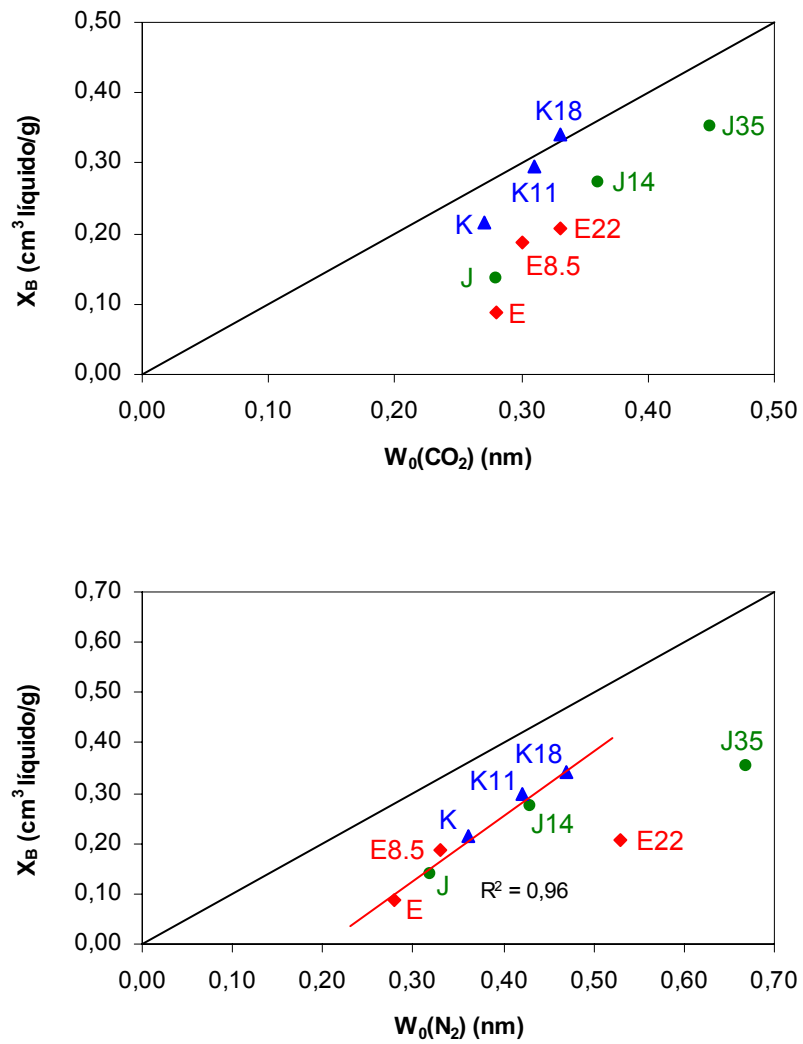 0,50
0,40
0,30
0,20
0,10
0,00
X_B (cm³ líquido/g)
K18
J35
K11
J14
K
E22
E8.5
J
E
0,00 0,10 0,20 0,30 0,40 0,50
W₀(CO₂) (nm)
0,70
0,60
0,50
0,40
0,30
0,20
0,10
0,00
X_B (cm³ líquido/g)
J35
K18
K11
K
J14
E8.5
E22
J
E
R² = 0,96
0,00 0,10 0,20 0,30 0,40 0,50 0,60 0,70
W₀(N₂) (nm)